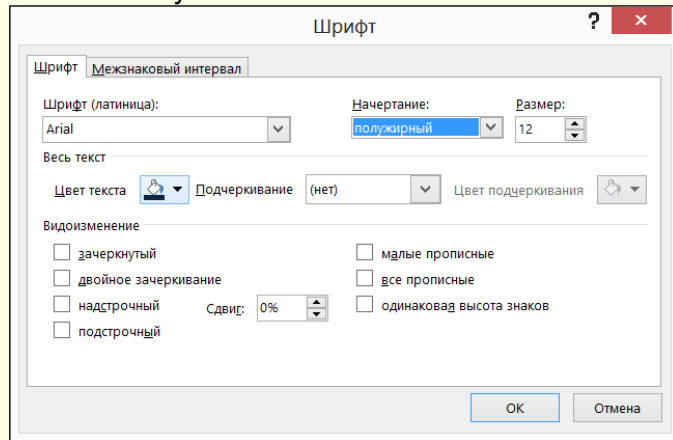 Шрифт ? ×
Шрифт Межзнаковый интервал
Шрифт (латиница): Начертание: Размер:
Arial полужирный 12
Весь текст
Цвет текста Подчеркивание (нет) Цвет подчеркивания
Видоизменение
зачеркнутый малые прописные
двойное зачеркивание все прописные
надстрочный Сдвиг: 0% одинаковая высота знаков
подстрочный
ОК Отмена